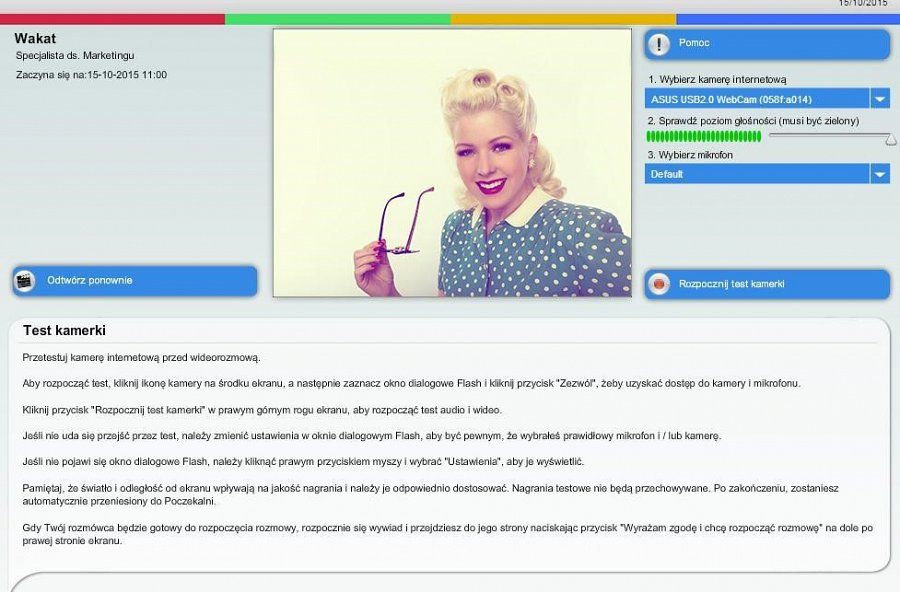 15/10/2015
Wakat
Specjalista ds. Marketingu
Zaczyna się na:15-10-2015 11:00
Odtwórz ponownie
Pomoc
1. Wybierz kamerę internetową
ASUS USB2.0 WebCam (058f:a014)
2. Sprawdź poziom głośności (musi być zielony)
3. Wybierz mikrofon
Default
Rozpocznij test kamerki
Test kamerki
Przetestuj kamerę internetową przed wideorozmową.
Aby rozpocząć test, kliknij ikonę kamery na środku ekranu, a następnie zaznacz okno dialogowe Flash i kliknij przycisk "Zezwól", żeby uzyskać dostęp do kamery i mikrofonu.
Kliknij przycisk "Rozpocznij test kamerki" w prawym górnym rogu ekranu, aby rozpocząć test audio i wideo.
Jeśli nie uda się przejść przez test, należy zmienić ustawienia w oknie dialogowym Flash, aby być pewnym, że wybrałeś prawidłowy mikrofon i / lub kamerę.
Jeśli nie pojawi się okno dialogowe Flash, należy kliknąć prawym przyciskiem myszy i wybrać "Ustawienia", aby je wyświetlić.
Pamiętaj, że światło i odległość od ekranu wpływają na jakość nagrania i należy je odpowiednio dostosować. Nagrania testowe nie będą przechowywane. Po zakończeniu, zostaniesz
automatycznie przeniesiony do Poczekalni.
Gdy Twój rozmówca będzie gotowy do rozpoczęcia rozmowy, rozpocznie się wywiad i przejdziesz do jego strony naciskając przycisk "Wyrażam zgodę i chcę rozpocząć rozmowę" na dole po
prawej stronie ekranu.